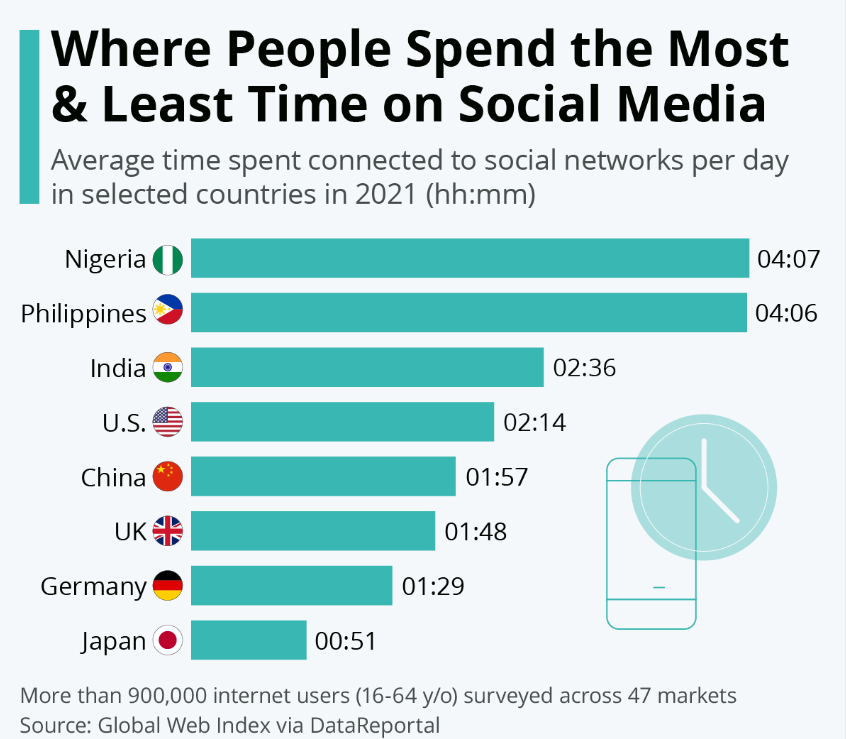 Where People Spend the Most
& Least Time on Social Media
Average time spent connected to social networks per day
in selected countries in 2021 (hh:mm)
Nigeria 04:07
Philippines 04:06
India 02:36
U.S. 02:14
China 01:57
UK 01:48
Germany 01:29
Japan 00:51
More than 900,000 internet users (16-64 y/o) surveyed across 47 markets
Source: Global Web Index via DataReportal